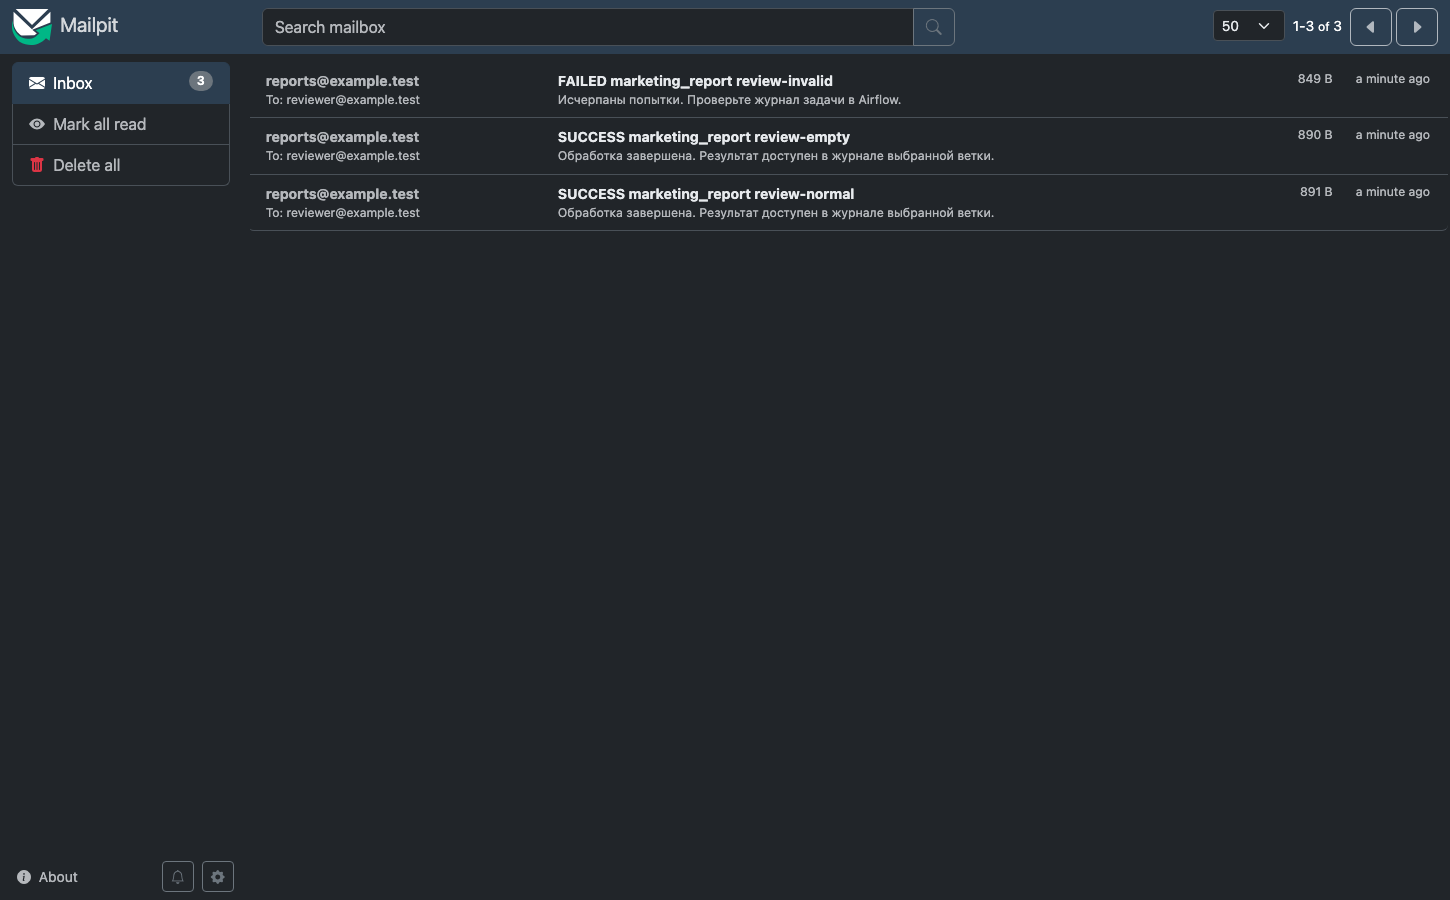 Mailpit
Search mailbox
50
1-3 of 3
Inbox
3
Mark all read
Delete all
reports@example.test
To: reviewer@example.test
FAILED marketing_report review-invalid
Исчерпаны попытки. Проверьте журнал задачи в Airflow.
849 B
a minute ago
reports@example.test
To: reviewer@example.test
SUCCESS marketing_report review-empty
Обработка завершена. Результат доступен в журнале выбранной ветки.
890 B
a minute ago
reports@example.test
To: reviewer@example.test
SUCCESS marketing_report review-normal
Обработка завершена. Результат доступен в журнале выбранной ветки.
891 B
a minute ago
About